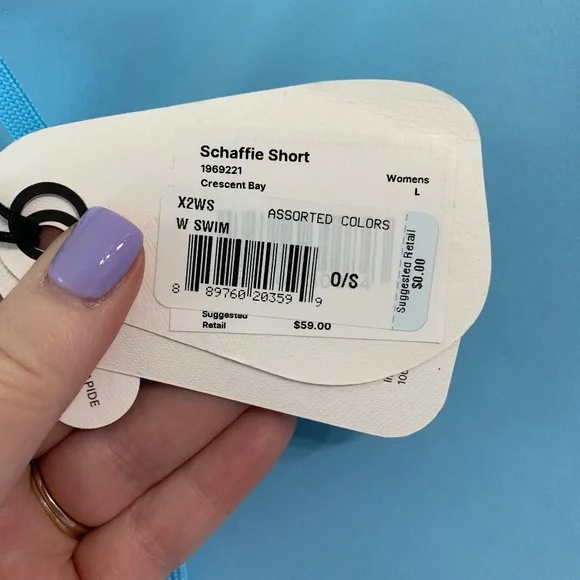 Schaffie Short
1969221
Crescent Bay
Womens
L
X2WS
ASSORTED COLORS
W SWIM
O/S
8 89760 20359 9
Suggested Retail
$0.00
Suggested
Retail $59.00
APIDE